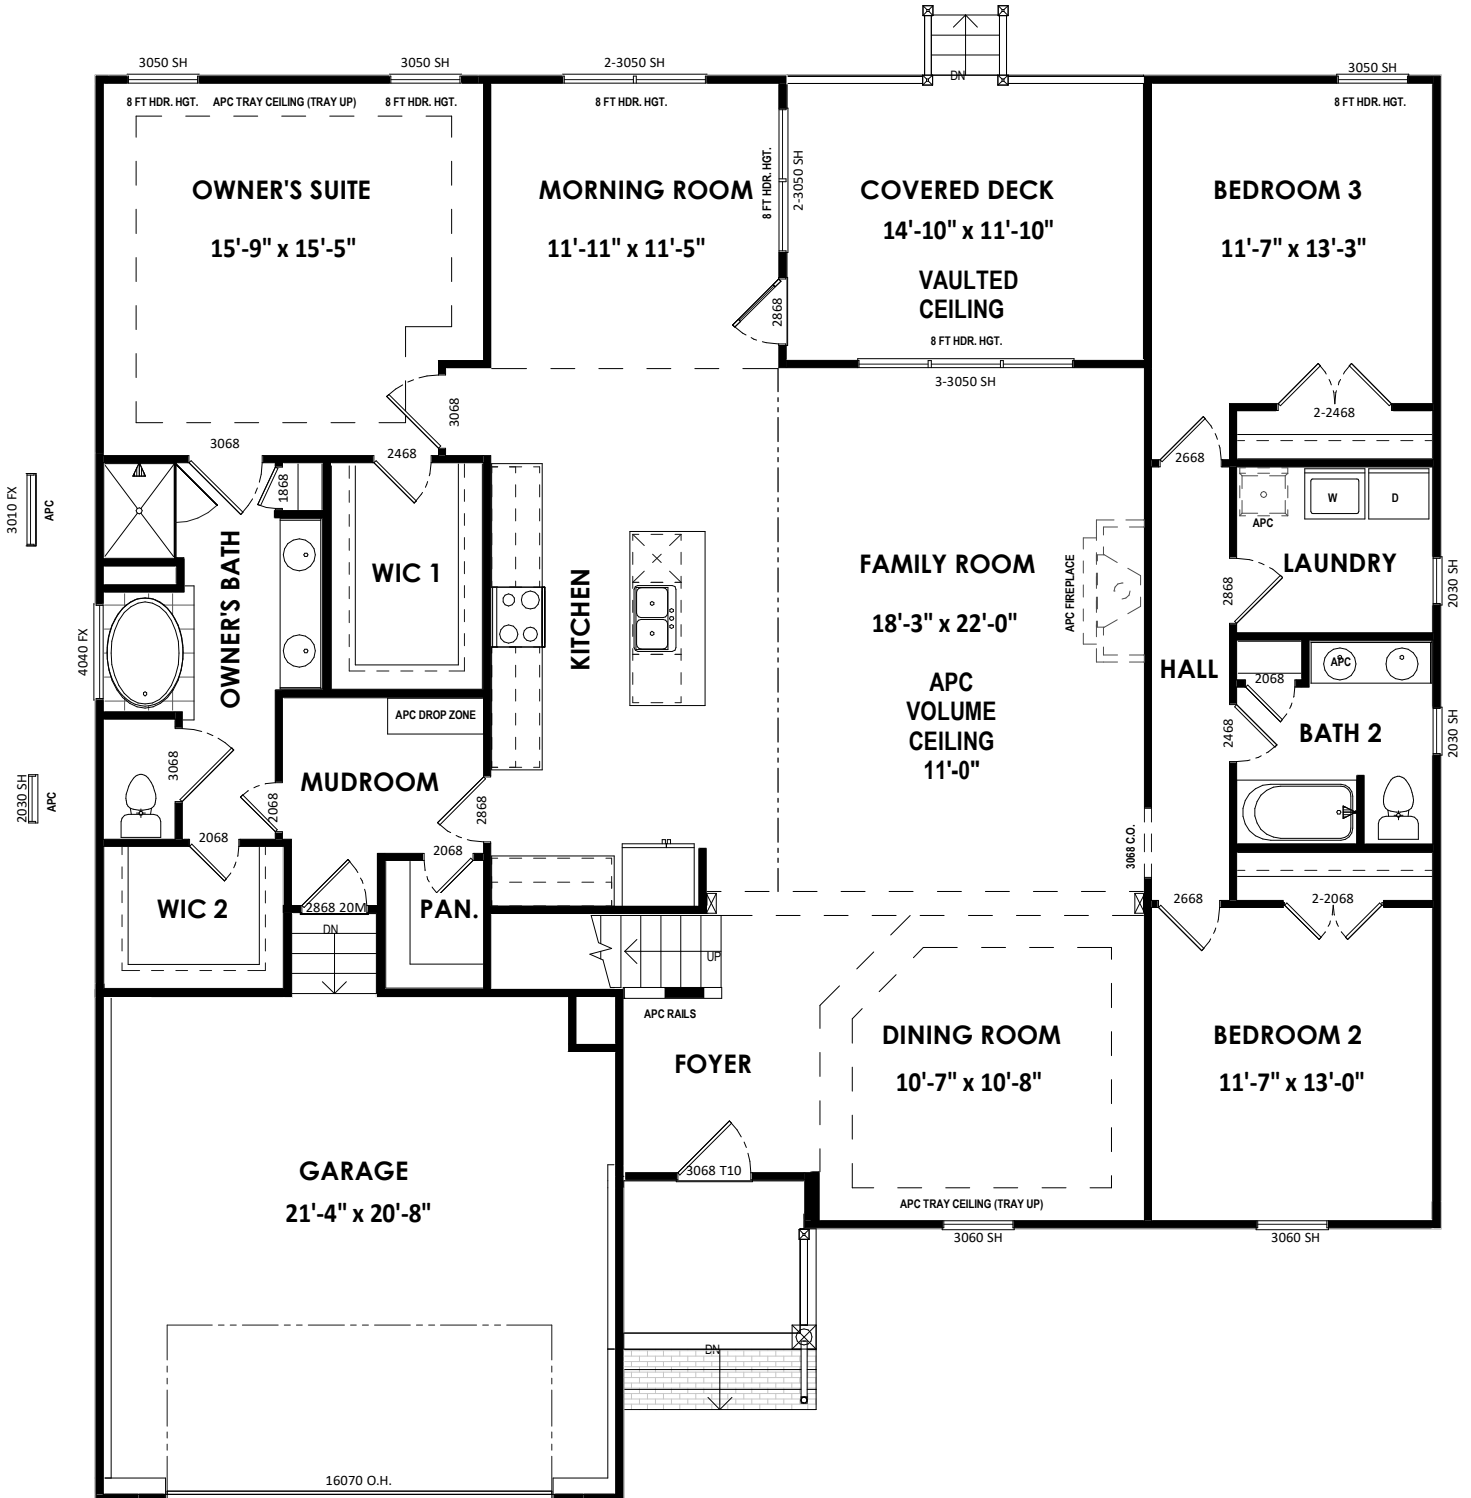 3050 SH
3050 SH
2-3050 SH
DN
3050 SH
8 FT HDR. HGT.
APC TRAY CEILING (TRAY UP)
8 FT HDR. HGT.
8 FT HDR. HGT.
8 FT HDR. HGT.
OWNER'S SUITE
15'-9" x 15'-5"
MORNING ROOM
11'-11" x 11'-5"
8 FT HDR. HGT.
2-3050 SH
2868
COVERED DECK
14'-10" x 11'-10"
VAULTED
CEILING
8 FT HDR. HGT.
3-3050 SH
BEDROOM 3
11'-7" x 13'-3"
2-2468
2668
3068
3068
2468
1868
3010 FX
APC
OWNER'S BATH
WIC 1
KITCHEN
FAMILY ROOM
18'-3" x 22'-0"
APC
VOLUME
CEILING
11'-0"
APC FIREPLACE
APC
W
D
LAUNDRY
2868
2030 SH
4040 FX
HALL
2068
APC
2468
BATH 2
2030 SH
APC DROP ZONE
MUDROOM
3068
2068
2868
2030 SH
APC
2068
2068
3068 C.O.
WIC 2
2868 20M
DN
PAN.
UP
APC RAILS
2668
2-2068
FOYER
DINING ROOM
10'-7" x 10'-8"
BEDROOM 2
11'-7" x 13'-0"
GARAGE
21'-4" x 20'-8"
3068 T10
APC TRAY CEILING (TRAY UP)
3060 SH
3060 SH
DN
16070 O.H.